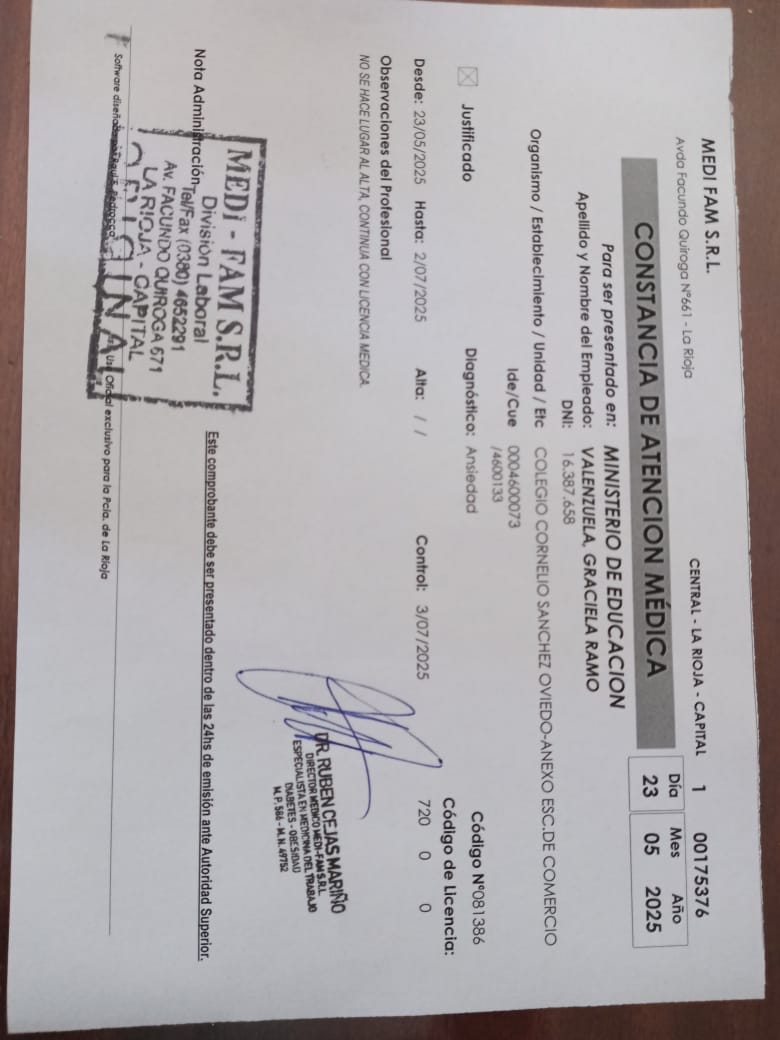 MEDI FAM S.R.L.
Avda Facundo Quiroga Nº661 - La Rioja
CENTRAL - LA RIOJA - CAPITAL 1 00175376
CONSTANCIA DE ATENCION MÉDICA
Día Mes Año
23 05 2025
Para ser presentado en: MINISTERIO DE EDUCACION
Apellido y Nombre del Empleado: VALENZUELA, GRACIELA RAMO
DNI: 16.387.658
Organismo / Establecimiento / Unidad / Etc COLEGIO CORNELIO SANCHEZ OVIEDO-ANEXO ESC.DE COMERCIO
Ide/Cue 0004600073
/4600133
Justificado
Diagnóstico: Ansiedad
Código Nº081386
Código de Licencia:
720 0 0
Desde: 23/05/2025 Hasta: 2/07/2025 Alta: / / Control: 3/07/2025
Observaciones del Profesional
NO SE HACE LUGAR AL ALTA, CONTINUA CON LICENCIA MEDICA.
DR. RUBEN CEJAS MARIÑO
DIRECTOR MEDICO MEDI-FAM S.R.L.
ESPECIALISTA EN MEDICINA DEL TRABAJO
DIABETES - OBESIDAD
M.P. 586 - M.N. 49752
MEDI - FAM S.R.L.
División Laboral
Tel/Fax (0380) 4652291
Av. FACUNDO QUIROGA 671
LA RIOJA - CAPITAL
ORIGINAL
Nota Administración
Este comprobante debe ser presentado dentro de las 24hs de emisión ante Autoridad Superior.
Software diseñado por Raul E. Pedrocca Uso Oficial exclusivo para la Pcia. de La Rioja